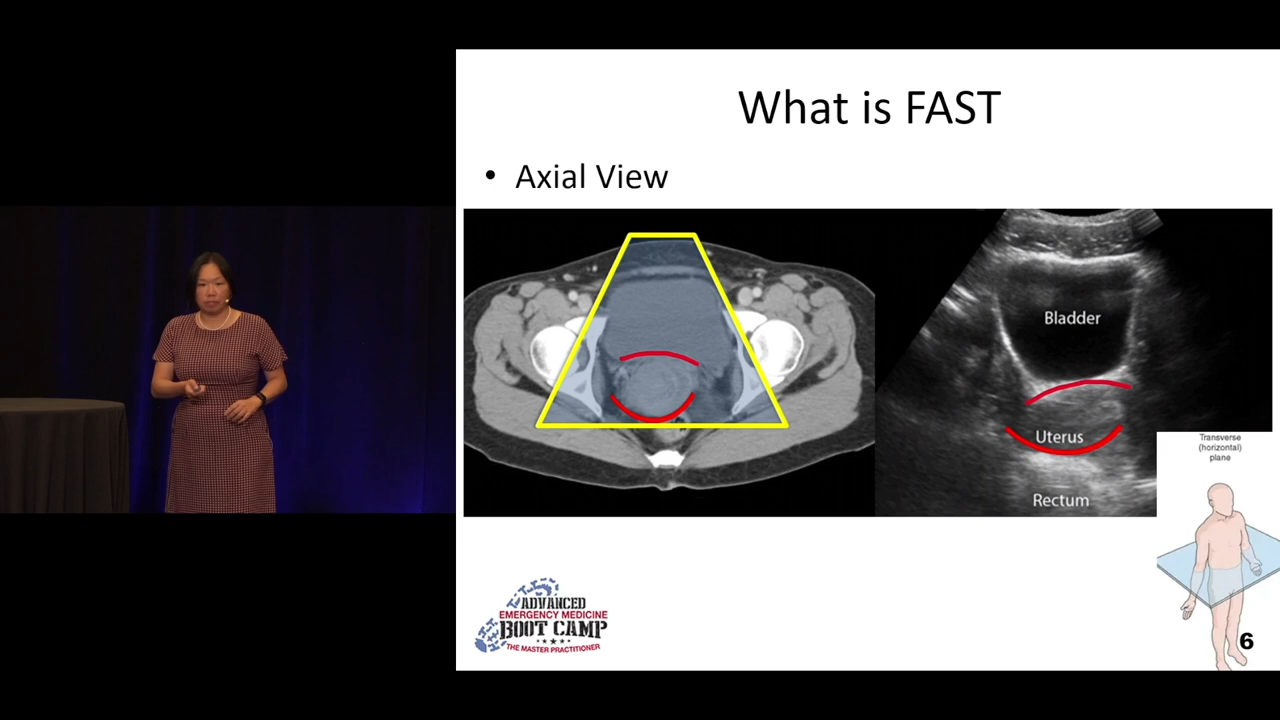 What is FAST
• Axial View
Bladder
Uterus
Rectum
Transverse
(horizontal)
plane
ADVANCED
EMERGENCY MEDICINE
BOOT CAMP
THE MASTER PRACTITIONER
6